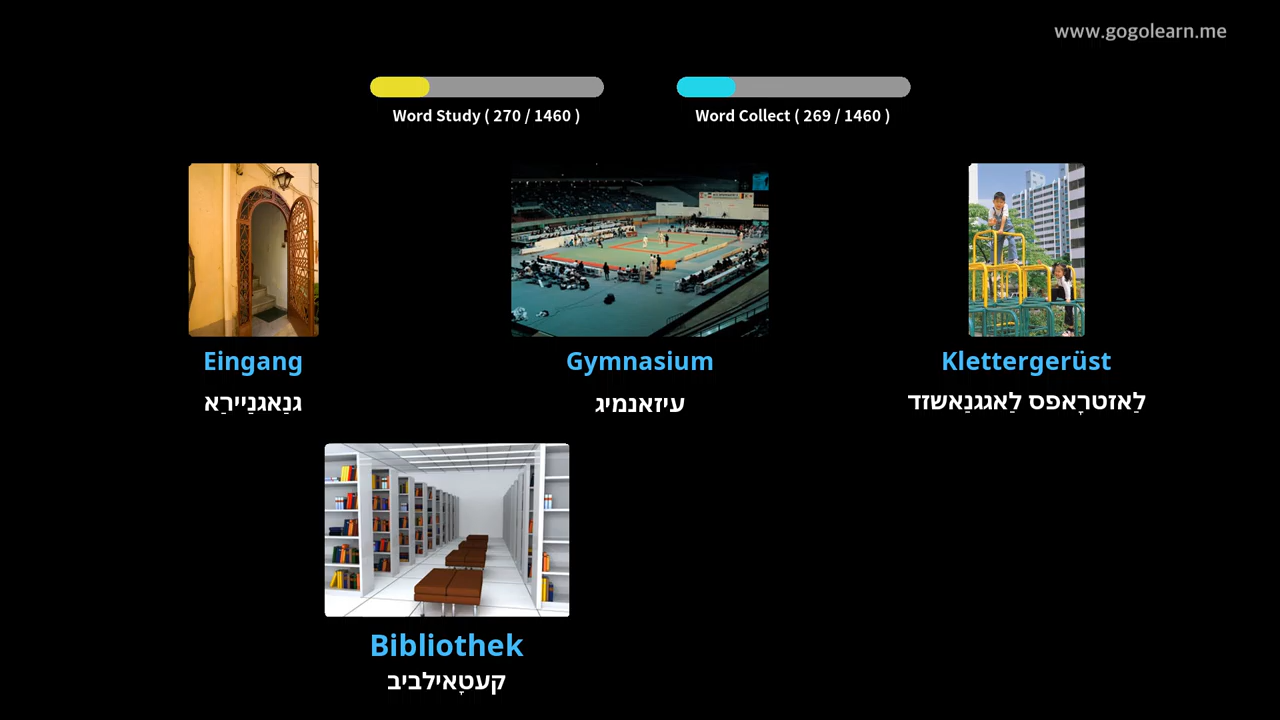 www.gogolearn.me
Word Study ( 270 / 1460 )
Word Collect ( 269 / 1460 )
Eingang
גנַאגנַיירַא
Gymnasium
עיזאנמיג
Klettergerüst
לַאזטרָאפס לַאגגנַאשזד
Bibliothek
קעטָאילביב